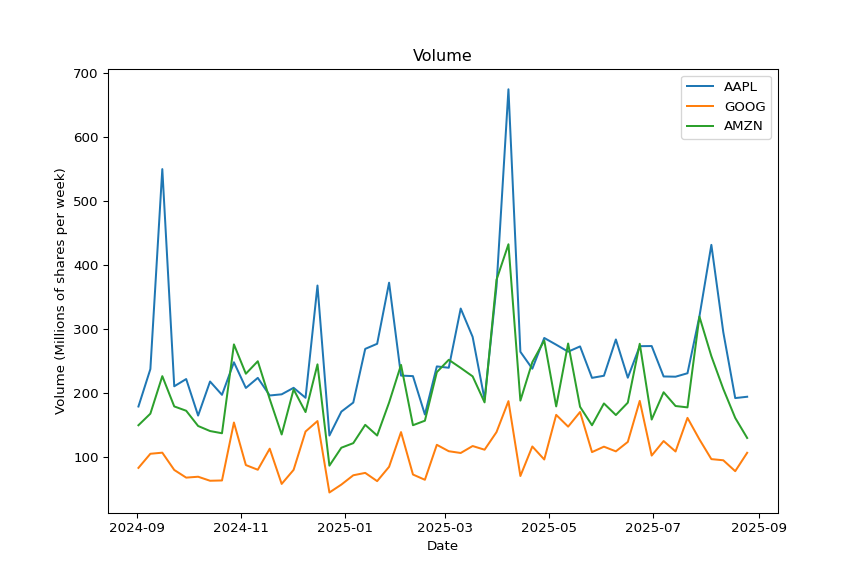 Volume
AAPL
GOOG
AMZN
Volume (Millions of shares per week)
700
600
500
400
300
200
100
2024-09 2024-11 2025-01 2025-03 2025-05 2025-07 2025-09
Date